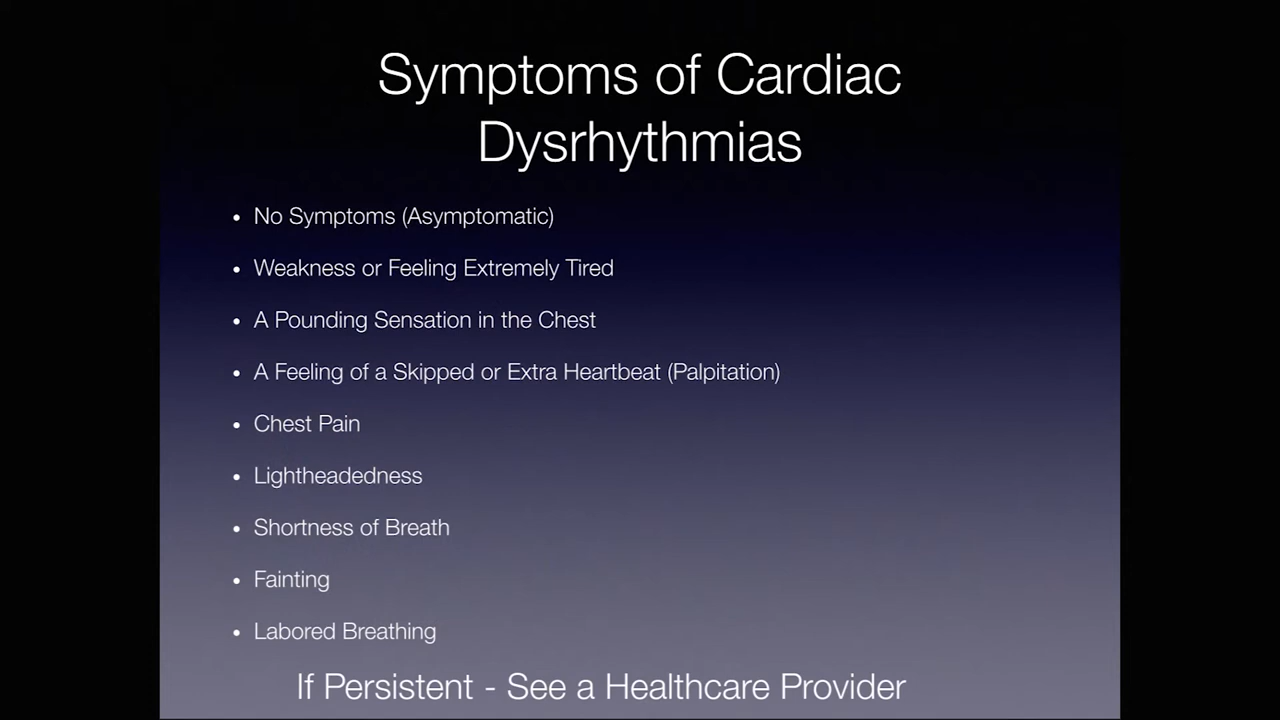 Symptoms of Cardiac
Dysrhythmias
• No Symptoms (Asymptomatic)
• Weakness or Feeling Extremely Tired
• A Pounding Sensation in the Chest
• A Feeling of a Skipped or Extra Heartbeat (Palpitation)
• Chest Pain
• Lightheadedness
• Shortness of Breath
• Fainting
• Labored Breathing
If Persistent - See a Healthcare Provider